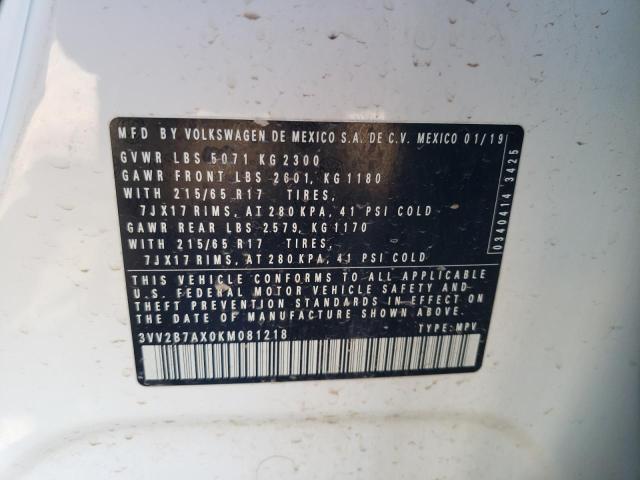 MFD BY VOLKSWAGEN DE MEXICO S.A. DE C.V. MEXICO 01/19
GVWR LBS 5071 KG 2300
GAWR FRONT LBS 2601, KG 1180
WITH 215/65 R17 TIRES,
7JX17 RIMS, AT 280 KPA, 41 PSI COLD
GAWR REAR LBS 2579, KG 1170
WITH 215/65 R17 TIRES,
7JX17 RIMS, AT 280 KPA, 41 PSI COLD
THIS VEHICLE CONFORMS TO ALL APPLICABLE
U.S. FEDERAL MOTOR VEHICLE SAFETY AND
THEFT PREVENTION STANDARDS IN EFFECT ON
THE DATE OF MANUFACTURE SHOWN ABOVE.
3VV2B7AX0KM081218 TYPE: MPV
0340414 3425